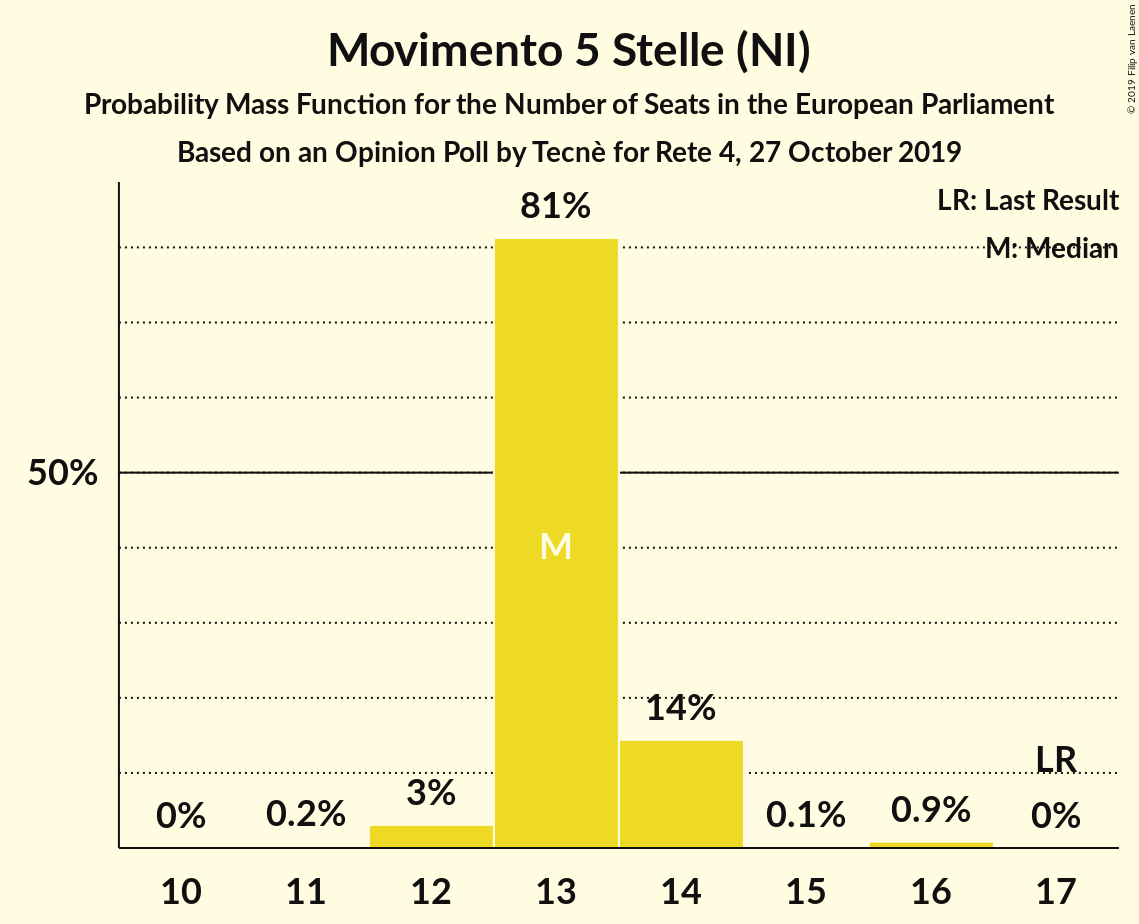 Movimento 5 Stelle (NI)
Probability Mass Function for the Number of Seats in the European Parliament
Based on an Opinion Poll by Tecnè for Rete 4, 27 October 2019
© 2019 Filip van Laenen
LR: Last Result
M: Median
81%
50%
M
14%
LR
3%
0%
0.2%
0.1%
0.9%
0%
10 11 12 13 14 15 16 17